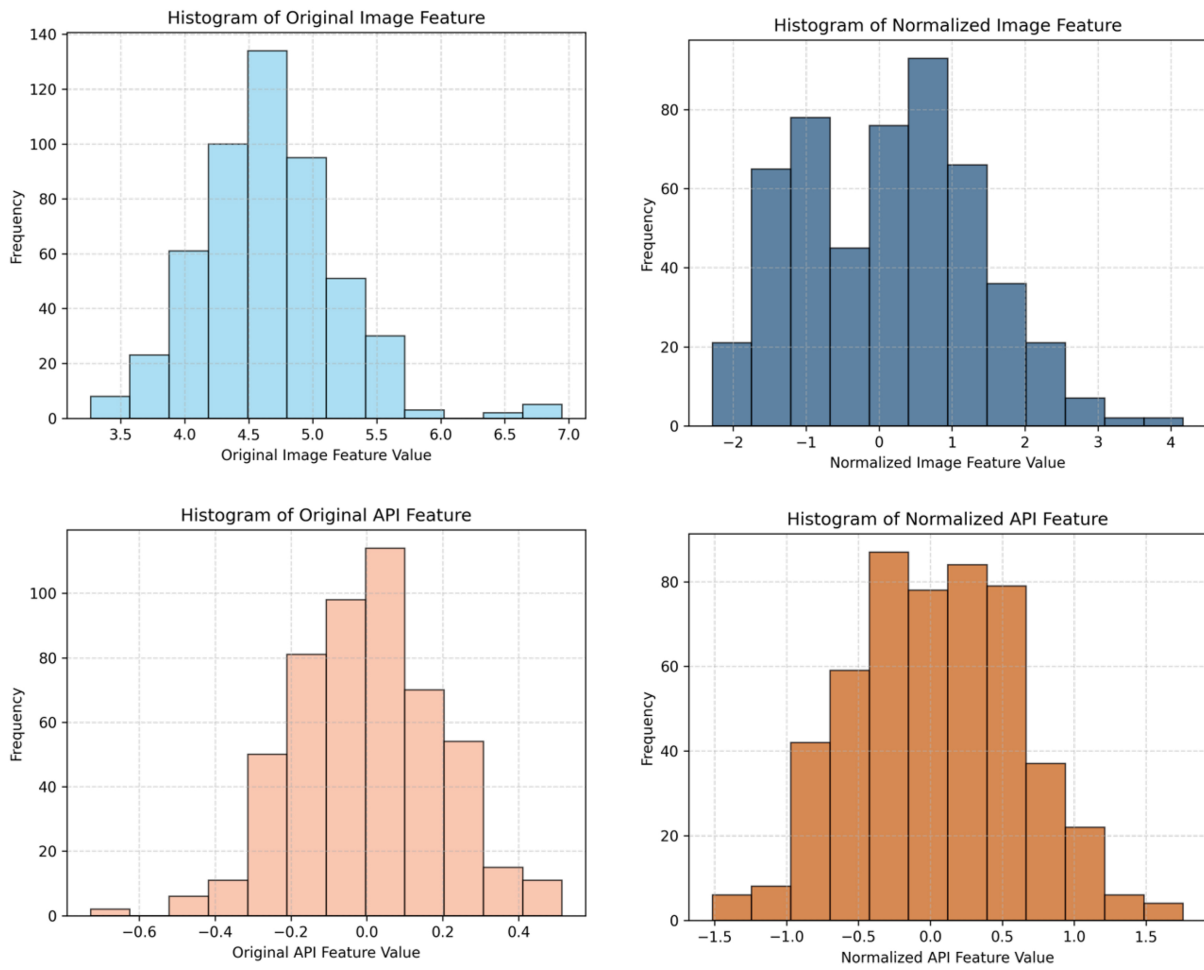 Histogram of Original Image Feature
140
120
100
80
60
40
20
0
Frequency
3.5 4.0 4.5 5.0 5.5 6.0 6.5 7.0
Original Image Feature Value
Histogram of Normalized Image Feature
80
60
40
20
0
Frequency
−2 −1 0 1 2 3 4
Normalized Image Feature Value
Histogram of Original API Feature
100
80
60
40
20
0
Frequency
−0.6 −0.4 −0.2 0.0 0.2 0.4
Original API Feature Value
Histogram of Normalized API Feature
80
60
40
20
0
Frequency
−1.5 −1.0 −0.5 0.0 0.5 1.0 1.5
Normalized API Feature Value